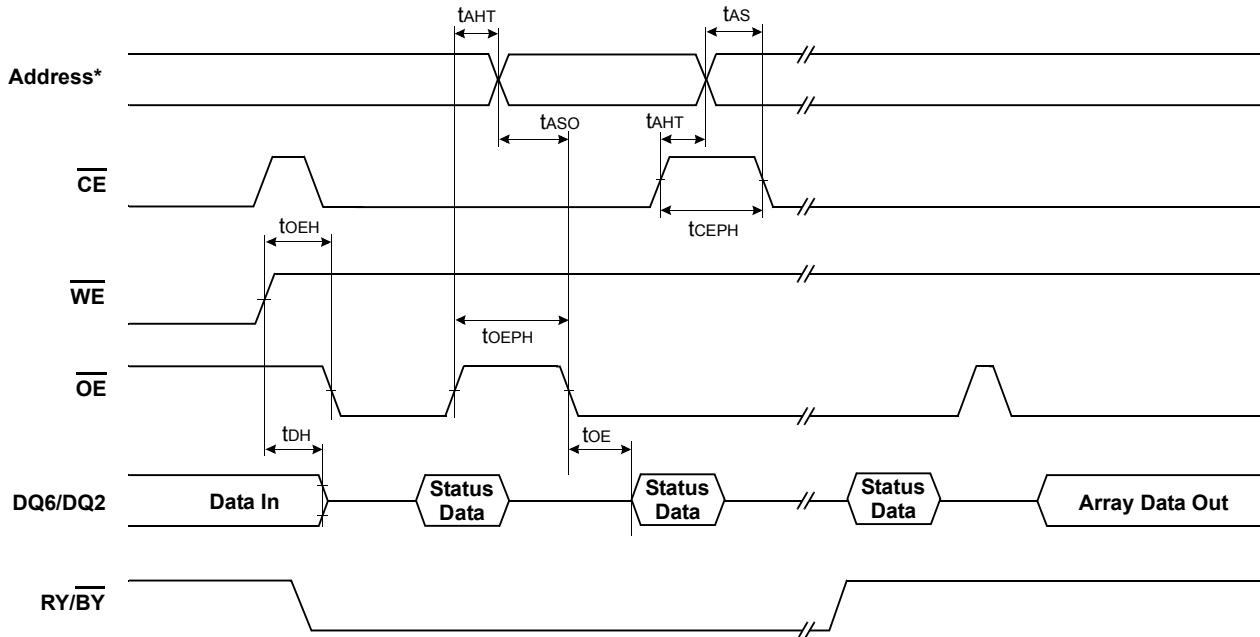 tAHT
tAS
Address*
tASO
tAHT
CE
tCEPH
tOEH
WE
tOEPH
OE
tDH
tOE
DQ6/DQ2
Data In
Status
Data
Status
Data
Status
Data
Array Data Out
RY/BY